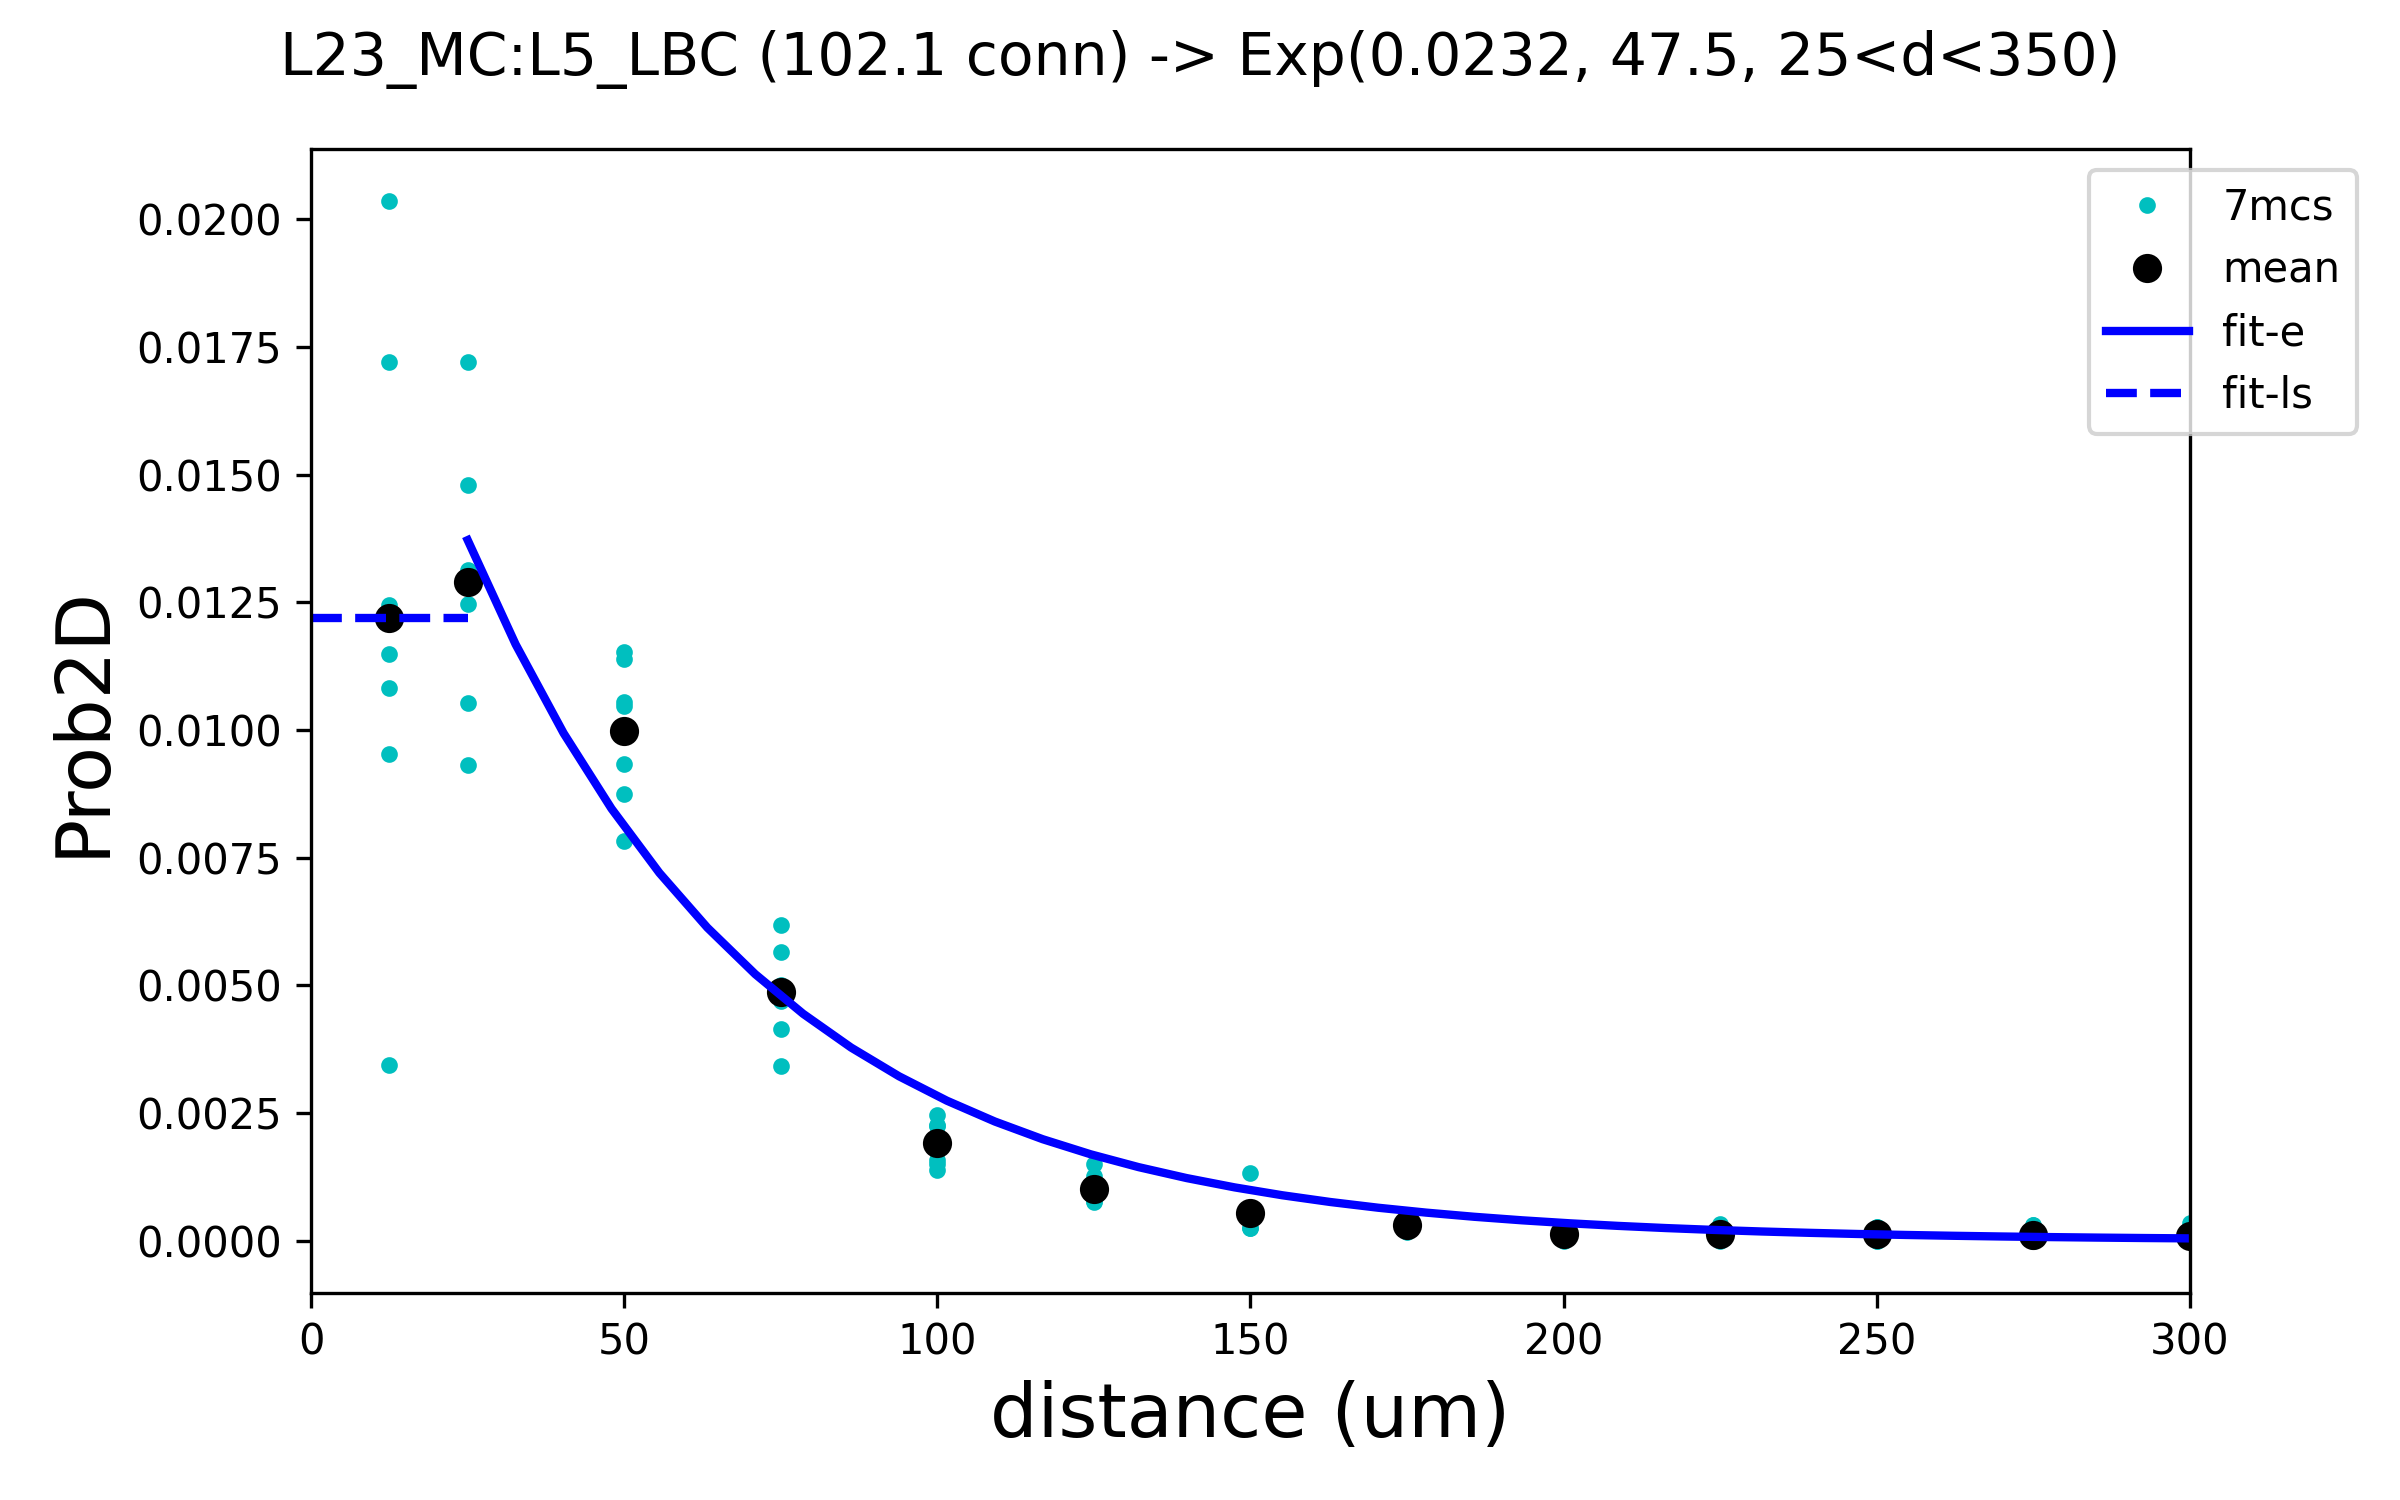 L23_MC:L5_LBC (102.1 conn) -> Exp(0.0232, 47.5, 25<d<350)
7mcs
mean
fit-e
fit-ls
Prob2D
0.0200
0.0175
0.0150
0.0125
0.0100
0.0075
0.0050
0.0025
0.0000
0 50 100 150 200 250 300
distance (um)